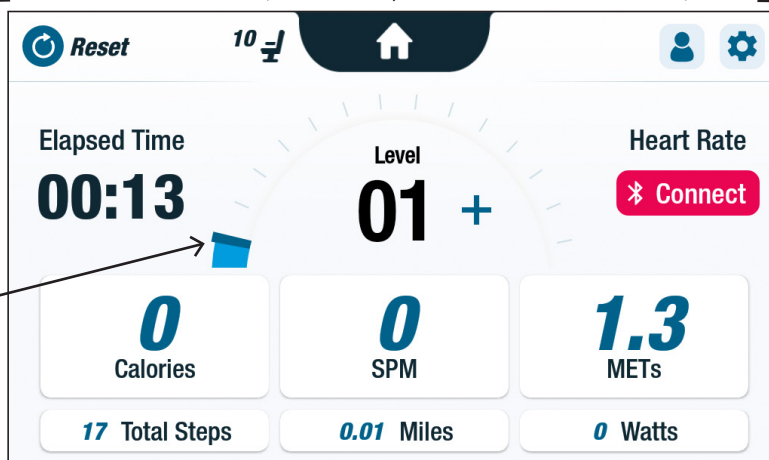 Reset
10
Elapsed Time
00:13
Level
01 +
Heart Rate
Connect
0
Calories
0
SPM
1.3
METs
17 Total Steps
0.01 Miles
0 Watts